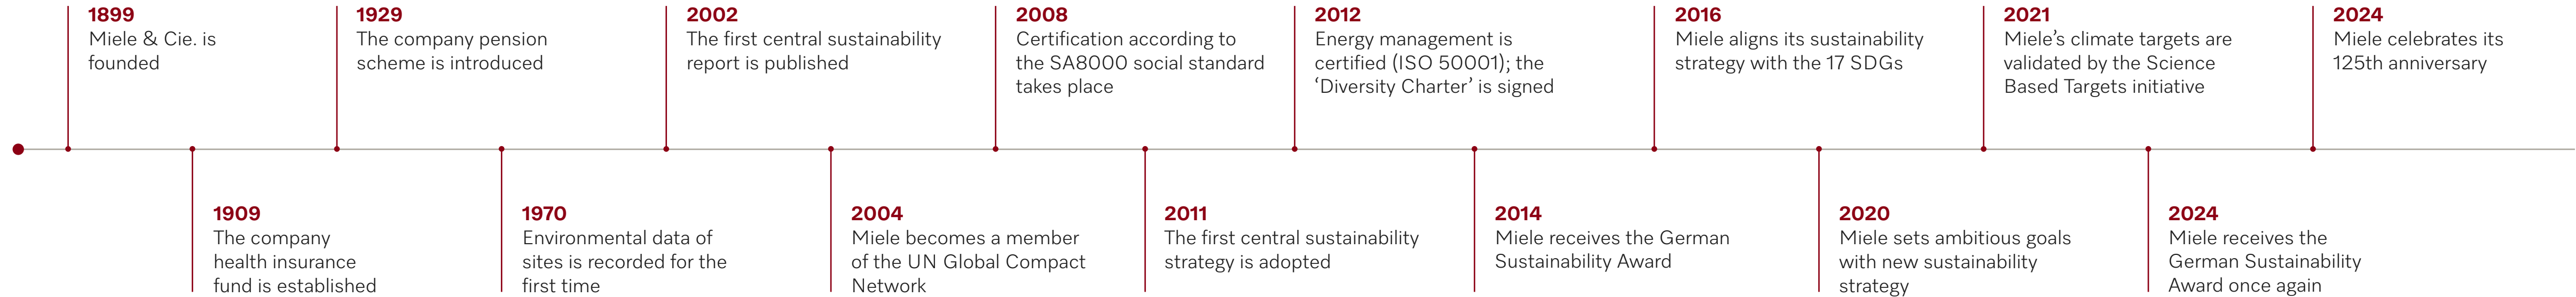 1899
Miele & Cie. is
founded
1909
The company
health insurance
fund is established
1929
The company pension
scheme is introduced
1970
Environmental data of
sites is recorded for the
first time
2002
The first central sustainability
report is published
2004
Miele becomes a member
of the UN Global Compact
Network
2008
Certification according to
the SA8000 social standard
takes place
2011
The first central sustainability
strategy is adopted
2012
Energy management is
certified (ISO 50001); the
‘Diversity Charter’ is signed
2014
Miele receives the German
Sustainability Award
2016
Miele aligns its sustainability
strategy with the 17 SDGs
2020
Miele sets ambitious goals
with new sustainability
strategy
2021
Miele’s climate targets are
validated by the Science
Based Targets initiative
2024
Miele receives the
German Sustainability
Award once again
2024
Miele celebrates its
125th anniversary